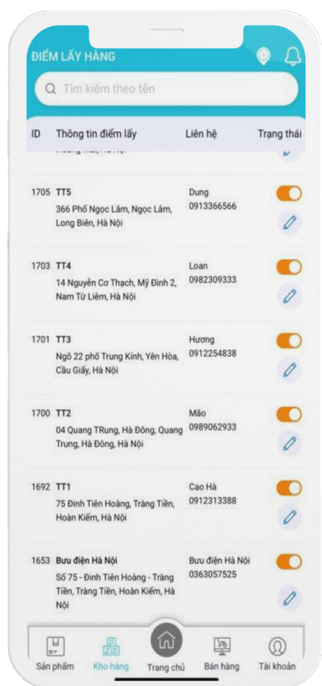 ĐIỂM LẤY HÀNG
Tìm kiếm theo tên
ID Thông tin điểm lấy Liên hệ Trạng thái
1705 TT5 Dung
366 Phố Ngọc Lâm, Ngọc Lâm, 0913366566
Long Biên, Hà Nội
1703 TT4 Loan
14 Nguyễn Cơ Thạch, Mỹ Đình 2, 0982309333
Nam Từ Liêm, Hà Nội
1701 TT3 Hương
Ngõ 22 phố Trung Kính, Yên Hòa, 0912254838
Cầu Giấy, Hà Nội
1700 TT2 Mão
04 Quang TRung, Hà Đông, Quang 0989062933
Trung, Hà Đông, Hà Nội
1692 TT1 Cao Hà
75 Đinh Tiên Hoàng, Tràng Tiền, 0912313388
Hoàn Kiếm, Hà Nội
1653 Bưu điện Hà Nội Bưu điện Hà Nội
Số 75 - Đinh Tiên Hoàng - Tràng 0363057525
Tiền, Tràng Tiền, Hoàn Kiếm, Hà
Nội
Sản phẩm Kho hàng Trang chủ Bán hàng Tài khoản